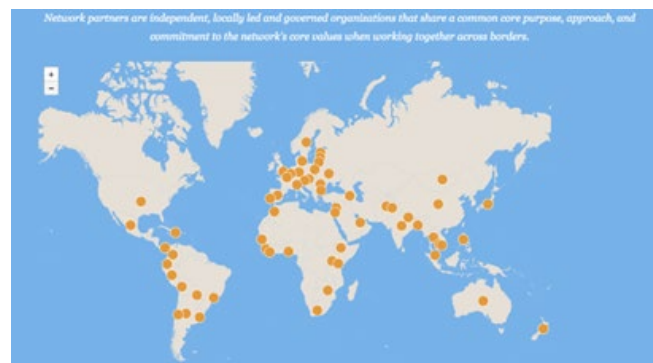 Network partners are independent, locally led and governed organizations that share a common core purpose, approach, and
commitment to the network's core values when working together across borders.
+
−